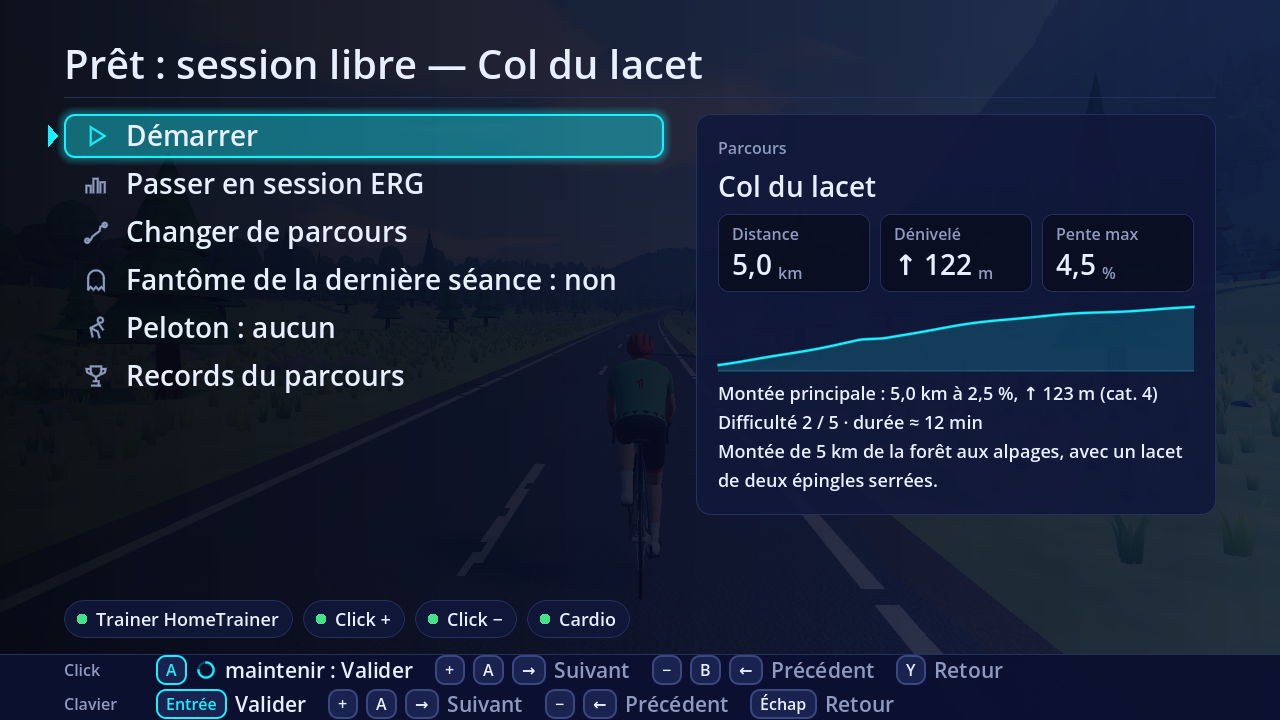 Prêt : session libre — Col du lacet
Démarrer
Passer en session ERG
Changer de parcours
Fantôme de la dernière séance : non
Peloton : aucun
Records du parcours
Parcours
Col du lacet
Distance
5,0 km
Dénivelé
↑ 122 m
Pente max
4,5 %
Montée principale : 5,0 km à 2,5 %, ↑ 123 m (cat. 4)
Difficulté 2 / 5 · durée ≈ 12 min
Montée de 5 km de la forêt aux alpages, avec un lacet
de deux épingles serrées.
Trainer HomeTrainer
Click +
Click −
Cardio
Click A maintenir : Valider + A → Suivant − B ← Précédent Y Retour
Clavier Entrée Valider + A → Suivant − ← Précédent Échap Retour